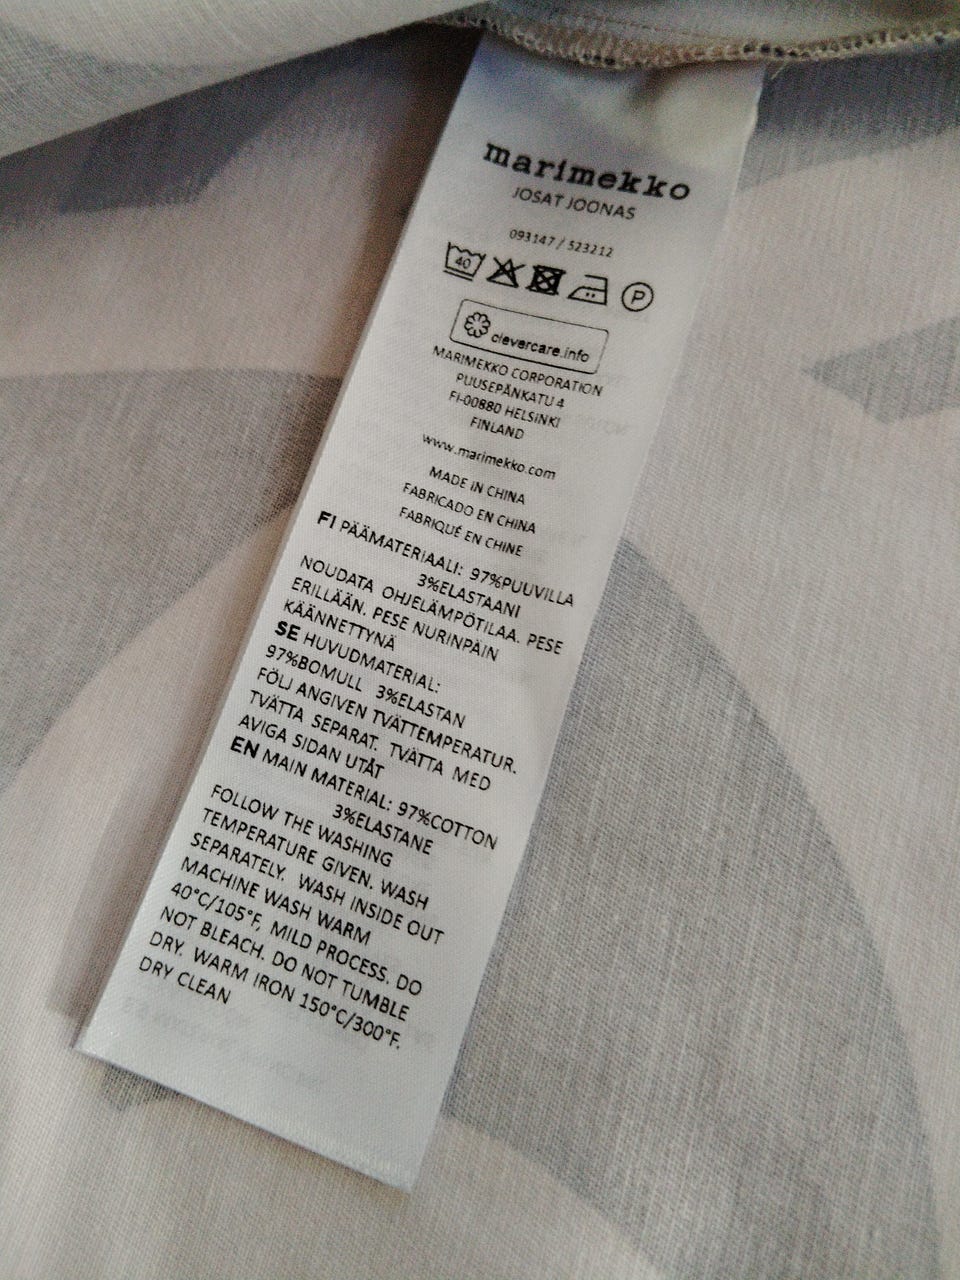 marimekko
JOSAT JOONAS
093147 / 523212
40 P
clevercare.info
MARIMEKKO CORPORATION
PUUSEPÄNKATU 4
FI-00880 HELSINKI
FINLAND
www.marimekko.com
MADE IN CHINA
FABRICADO EN CHINA
FABRIQUÉ EN CHINE
FI PÄÄMATERIAALI: 97%PUUVILLA
3%ELASTAANI
NOUDATA OHJELÄMPÖTILAA. PESE
ERILLÄÄN. PESE NURINPÄIN
KÄÄNNETTYNÄ
SE HUVUDMATERIAL:
97%BOMULL 3%ELASTAN
FÖLJ ANGIVEN TVÄTTEMPERATUR.
TVÄTTA SEPARAT. TVÄTTA MED
AVIGA SIDAN UTÅT
EN MAIN MATERIAL: 97%COTTON
3%ELASTANE
FOLLOW THE WASHING
TEMPERATURE GIVEN. WASH
SEPARATELY. WASH INSIDE OUT
MACHINE WASH WARM
40°C/105°F, MILD PROCESS. DO
NOT BLEACH. DO NOT TUMBLE
DRY. WARM IRON 150°C/300°F.
DRY CLEAN